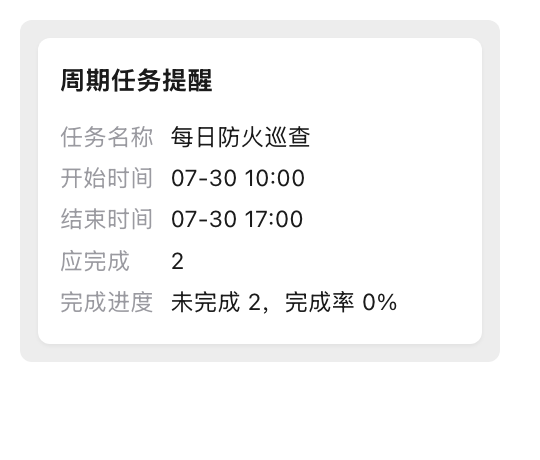 周期任务提醒
任务名称 每日防火巡查
开始时间 07-30 10:00
结束时间 07-30 17:00
应完成 2
完成进度 未完成 2，完成率 0%